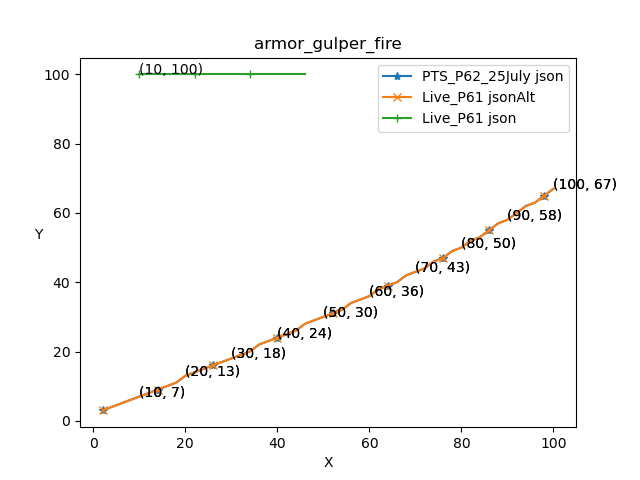 armor_gulper_fire
PTS_P62_25July json
Live_P61 jsonAlt
Live_P61 json
(10, 100)
(100, 67)
(90, 58)
(80, 50)
(70, 43)
(60, 36)
(50, 30)
(40, 24)
(30, 18)
(20, 13)
(10, 7)
Y
100
80
60
40
20
0
0 20 40 60 80 100
X